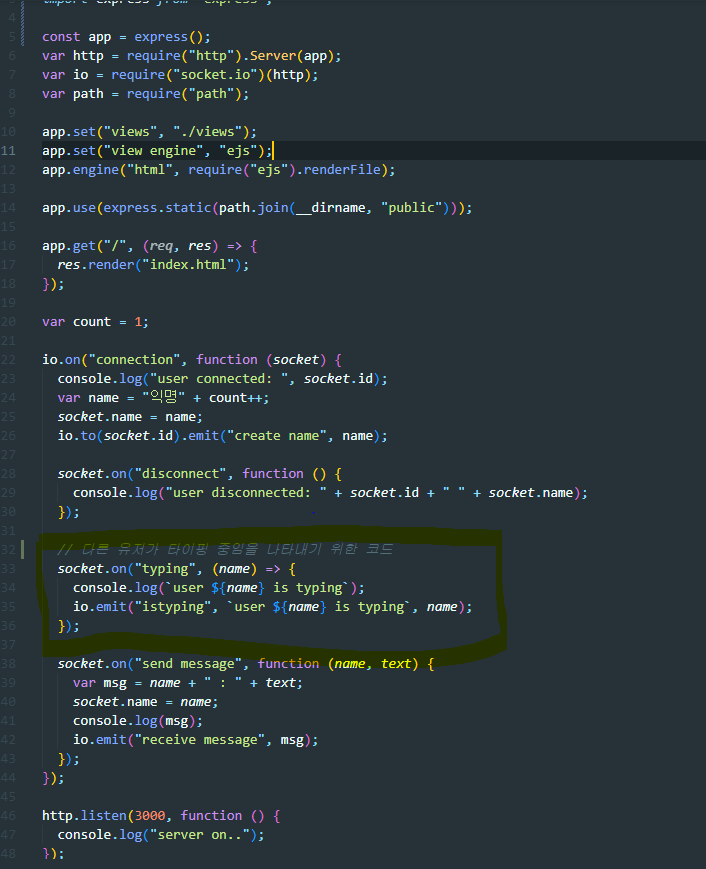 import express from "express";
4
5 const app = express();
6 var http = require("http").Server(app);
7 var io = require("socket.io")(http);
8 var path = require("path");
9
10 app.set("views", "./views");
11 app.set("view engine", "ejs");
12 app.engine("html", require("ejs").renderFile);
13
14 app.use(express.static(path.join(__dirname, "public")));
15
16 app.get("/", (req, res) => {
17 res.render("index.html");
18 });
19
20 var count = 1;
21
22 io.on("connection", function (socket) {
23 console.log("user connected: ", socket.id);
24 var name = "익명" + count++;
25 socket.name = name;
26 io.to(socket.id).emit("create name", name);
27
28 socket.on("disconnect", function () {
29 console.log("user disconnected: " + socket.id + " " + socket.name);
30 });
31
32 // 다른 유저가 타이핑 중임을 나타내기 위한 코드
33 socket.on("typing", (name) => {
34 console.log(`user ${name} is typing`);
35 io.emit("istyping", `user ${name} is typing`, name);
36 });
37
38 socket.on("send message", function (name, text) {
39 var msg = name + " : " + text;
40 socket.name = name;
41 console.log(msg);
42 io.emit("receive message", msg);
43 });
44 });
45
46 http.listen(3000, function () {
47 console.log("server on..");
48 });